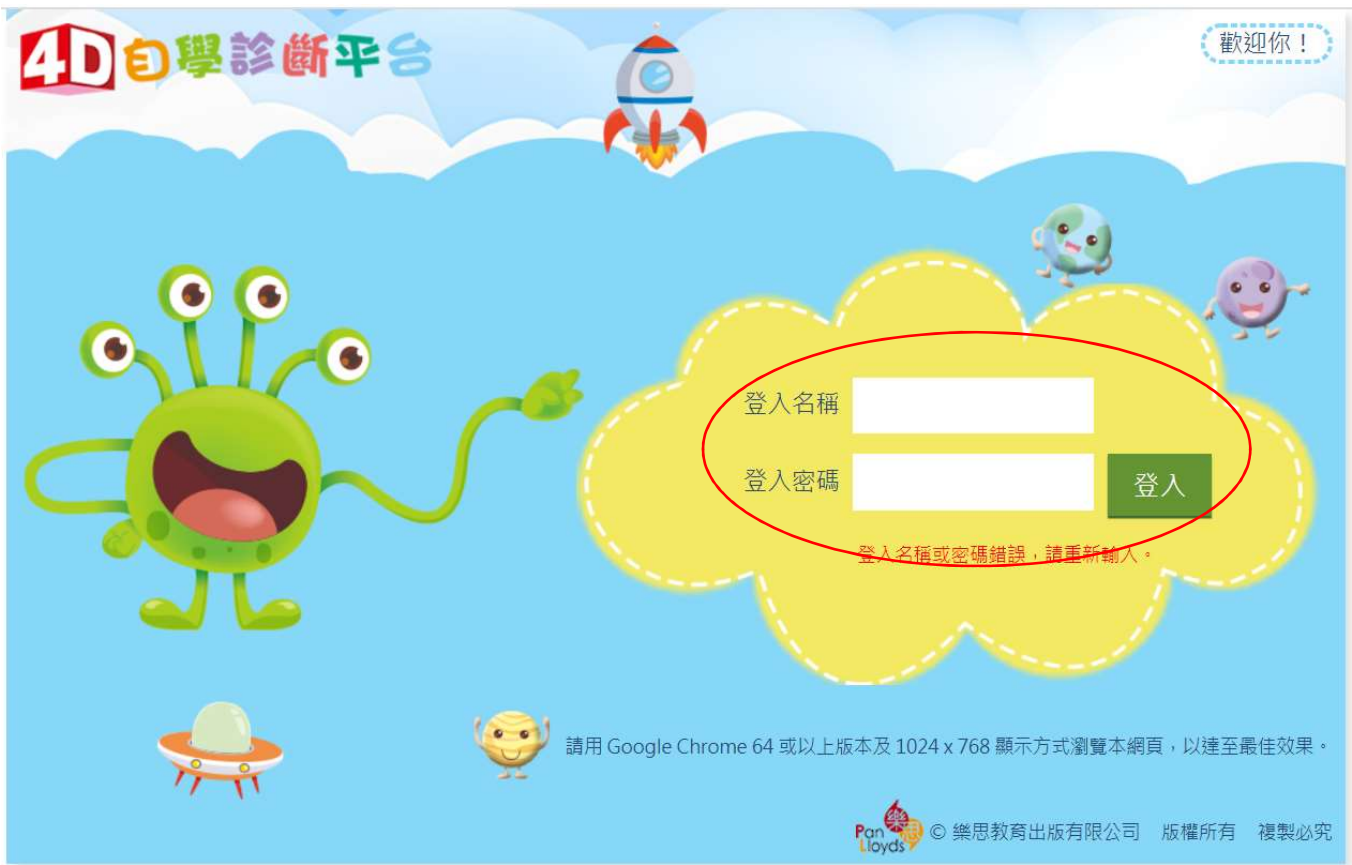 4D自學診斷平台
歡迎你！
登入名稱
登入密碼
登入
登入名稱或密碼錯誤，請重新輸入。
請用 Google Chrome 64 或以上版本及 1024 x 768 顯示方式瀏覽本網頁，以達至最佳效果。
Pan Lloyds 樂思 © 樂思教育出版有限公司 版權所有 複製必究